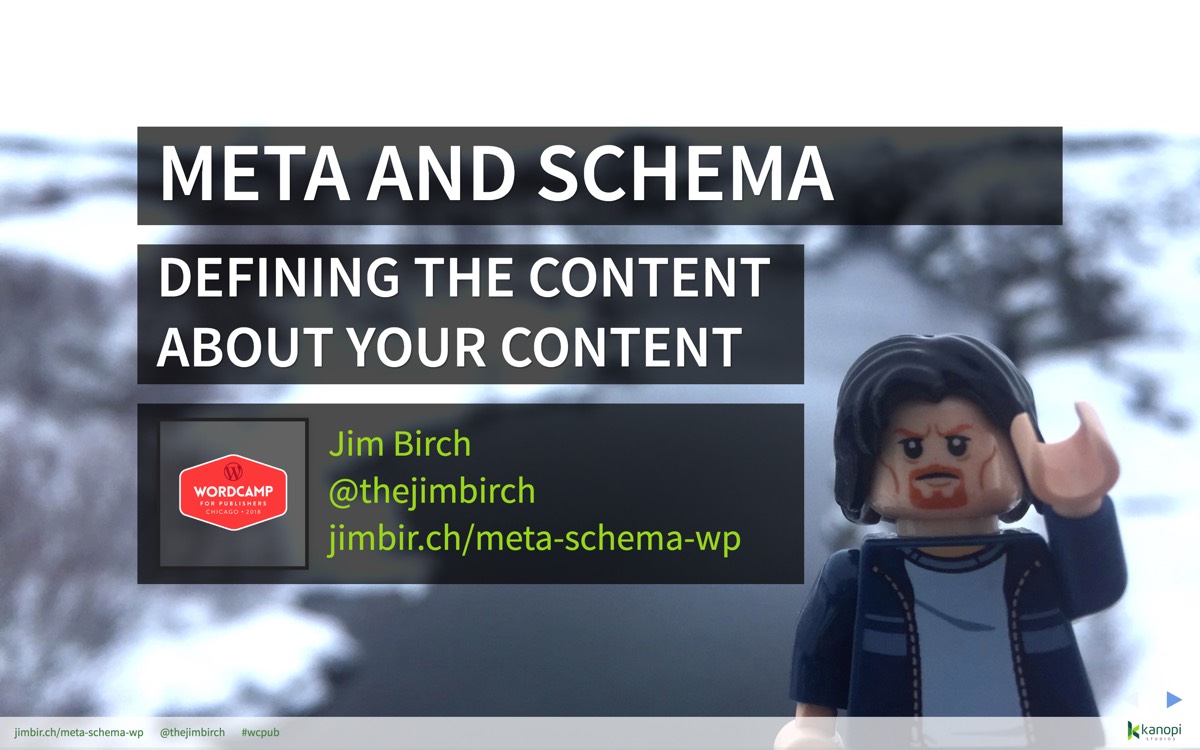 META AND SCHEMA
DEFINING THE CONTENT
ABOUT YOUR CONTENT
WORDCAMP
FOR PUBLISHERS
CHICAGO • 2018
Jim Birch
@thejimbirch
jimbir.ch/meta-schema-wp
jimbir.ch/meta-schema-wp @thejimbirch #wcpub
kanopi
STUDIOS